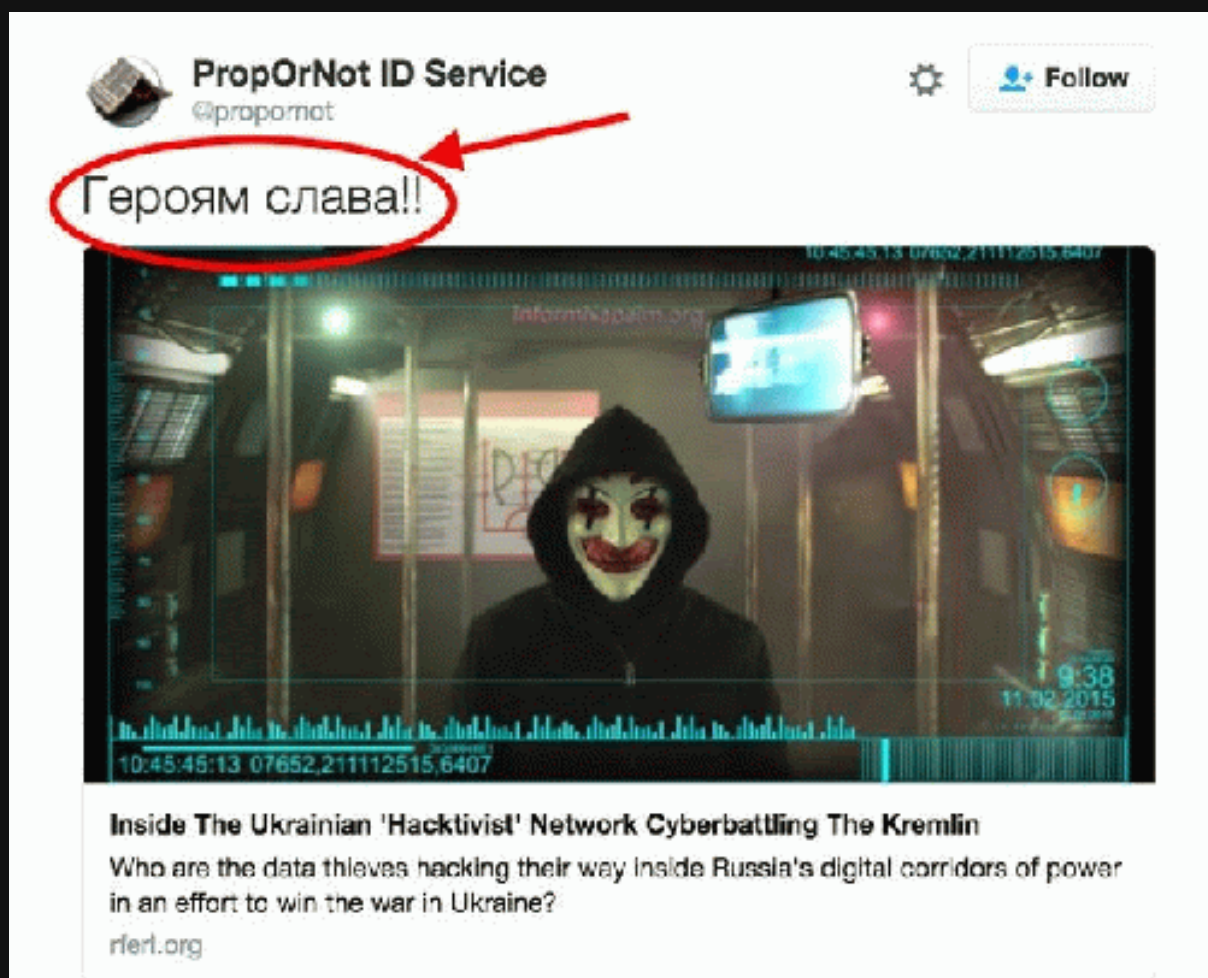 PropOrNot ID Service
@propornot
Follow
Героям слава!!
10:45:45:13 07652,211112515,6407
InformNapalm.org
9:38
11.02.2015
10:45:45:13 07652,211112515,6407
Inside The Ukrainian 'Hacktivist' Network Cyberbattling The Kremlin
Who are the data thieves hacking their way inside Russia's digital corridors of power
in an effort to win the war in Ukraine?
rferl.org